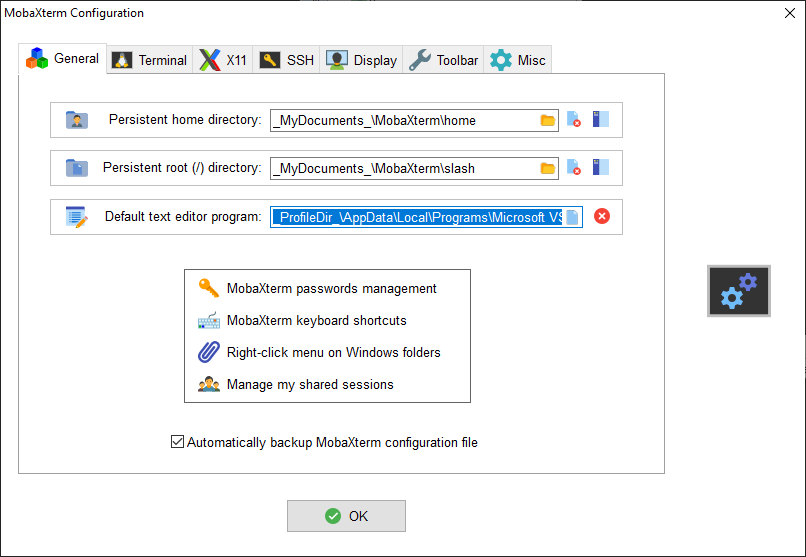 MobaXterm Configuration
General Terminal X11 SSH Display Toolbar Misc
Persistent home directory: _MyDocuments_\MobaXterm\home
Persistent root (/) directory: _MyDocuments_\MobaXterm\slash
Default text editor program: _ProfileDir_\AppData\Local\Programs\Microsoft VS
MobaXterm passwords management
MobaXterm keyboard shortcuts
Right-click menu on Windows folders
Manage my shared sessions
Automatically backup MobaXterm configuration file
OK